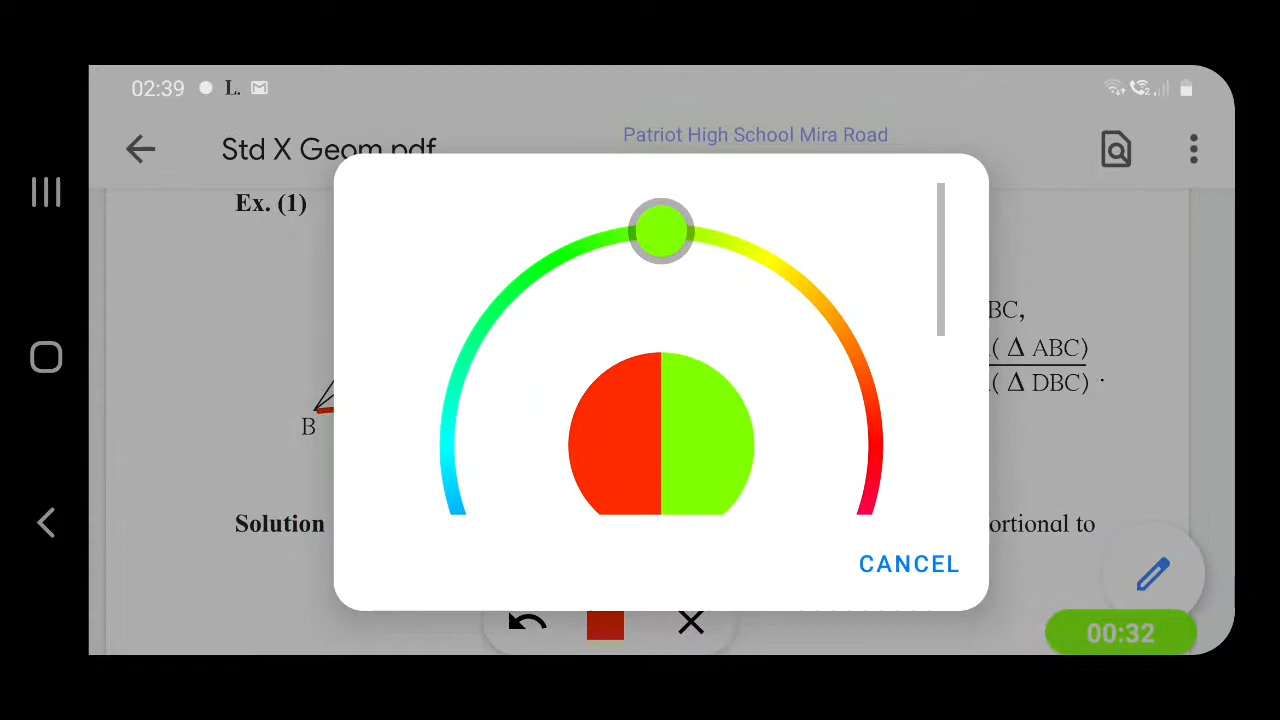 02:39 L.
Patriot High School Mira Road
Std X Geom.pdf
Ex. (1)
BC,
( Δ ABC)
( Δ DBC) .
B
Solution
ortional to
CANCEL
00:32